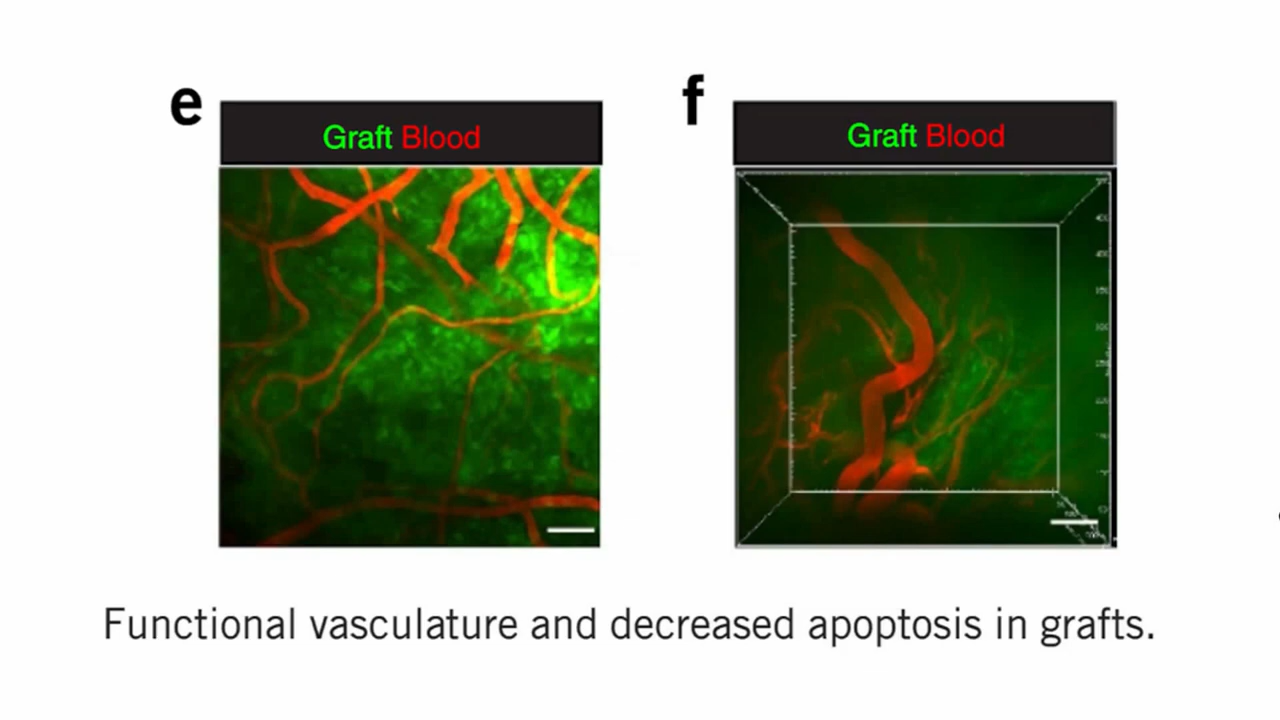 e
Graft Blood
f
Graft Blood
Functional vasculature and decreased apoptosis in grafts.